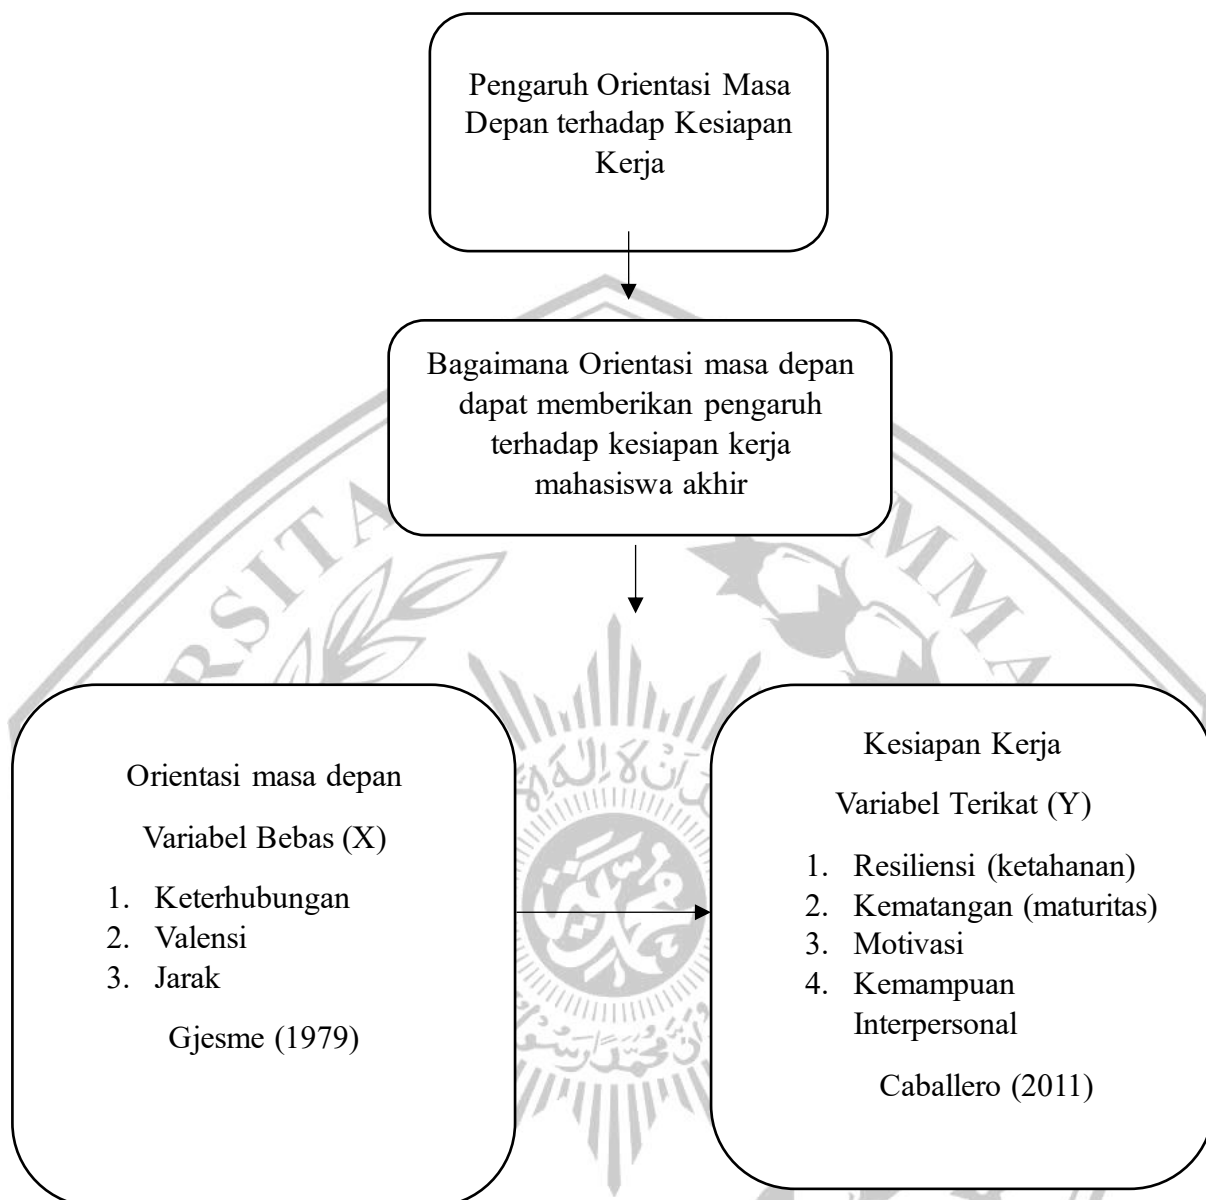 Pengaruh Orientasi Masa
Depan terhadap Kesiapan
Kerja
Bagaimana Orientasi masa depan
dapat memberikan pengaruh
terhadap kesiapan kerja
mahasiswa akhir
RSITA
MMA
Orientasi masa depan
Variabel Bebas (X)
1. Keterhubungan
2. Valensi
3. Jarak
Gjesme (1979)
Kesiapan Kerja
Variabel Terikat (Y)
1. Resiliensi (ketahanan)
2. Kematangan (maturitas)
3. Motivasi
4. Kemampuan
Interpersonal
Caballero (2011)